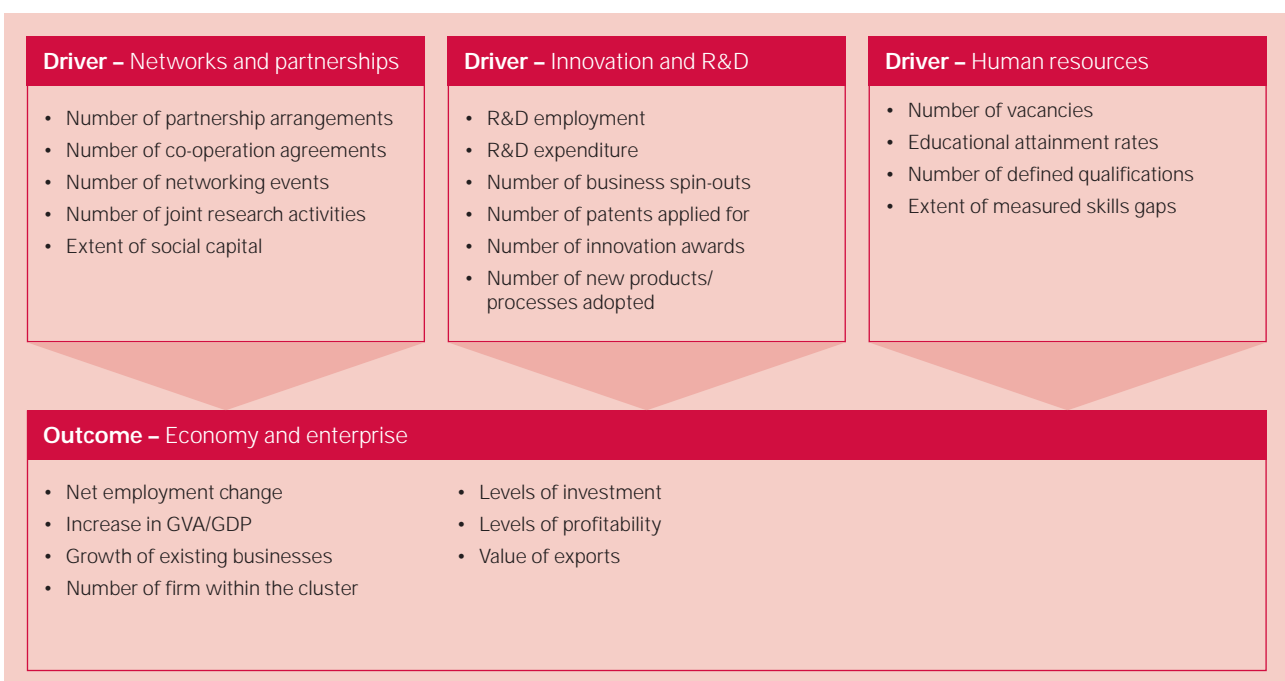 Driver – Networks and partnerships
• Number of partnership arrangements
• Number of co-operation agreements
• Number of networking events
• Number of joint research activities
• Extent of social capital
Driver – Innovation and R&D
• R&D employment
• R&D expenditure
• Number of business spin-outs
• Number of patents applied for
• Number of innovation awards
• Number of new products/
processes adopted
Driver – Human resources
• Number of vacancies
• Educational attainment rates
• Number of defined qualifications
• Extent of measured skills gaps
Outcome – Economy and enterprise
• Net employment change
• Increase in GVA/GDP
• Growth of existing businesses
• Number of firm within the cluster
• Levels of investment
• Levels of profitability
• Value of exports